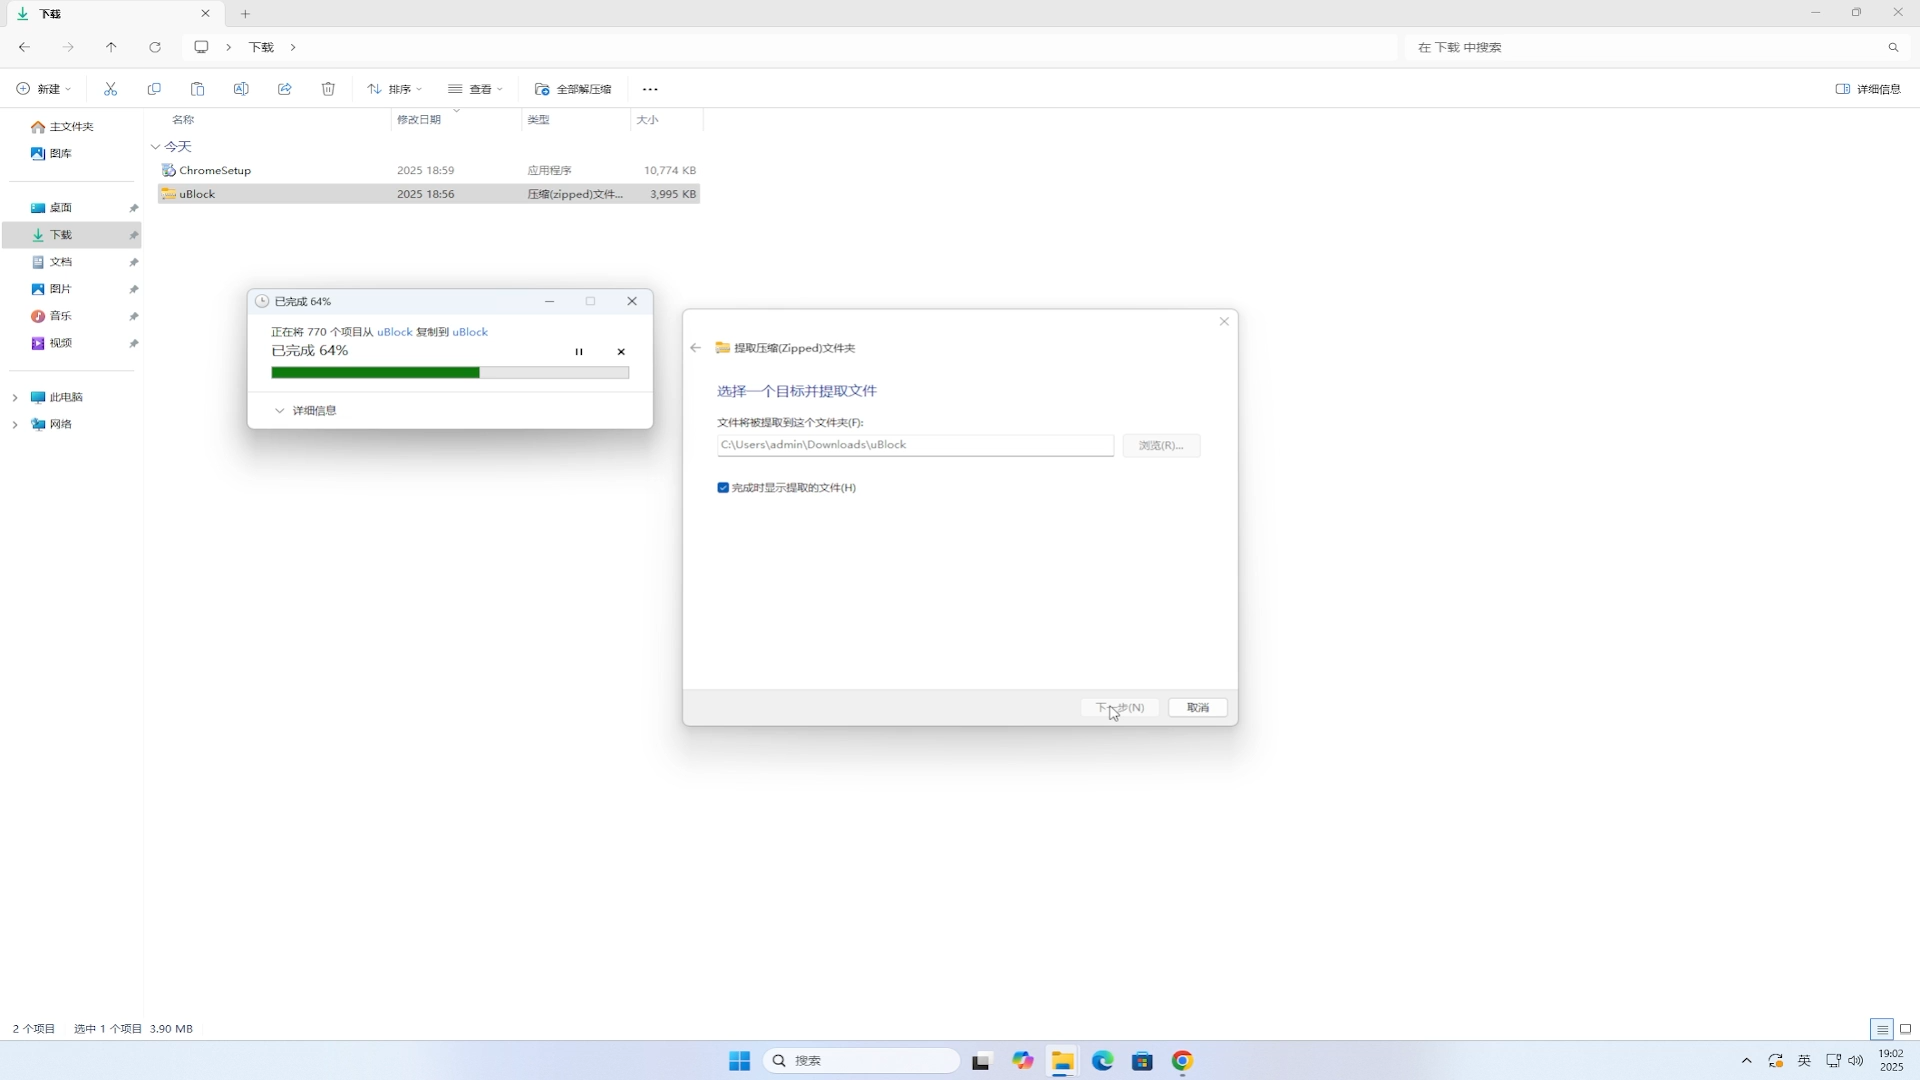 下载
下载
在 下载 中搜索
新建
排序
查看
全部解压缩
详细信息
主文件夹
图库
桌面
下载
文档
图片
音乐
视频
此电脑
网络
名称 修改日期 类型 大小
今天
ChromeSetup 2025 18:59 应用程序 10,774 KB
uBlock 2025 18:56 压缩(zipped)文件... 3,995 KB
已完成 64%
正在将 770 个项目从 uBlock 复制到 uBlock
已完成 64%
详细信息
提取压缩(Zipped)文件夹
选择一个目标并提取文件
文件将被提取到这个文件夹(F):
C:\Users\admin\Downloads\uBlock
浏览(R)...
完成时显示提取的文件(H)
下一步(N)
取消
2 个项目 选中 1 个项目 3.90 MB
搜索
英
19:02
2025